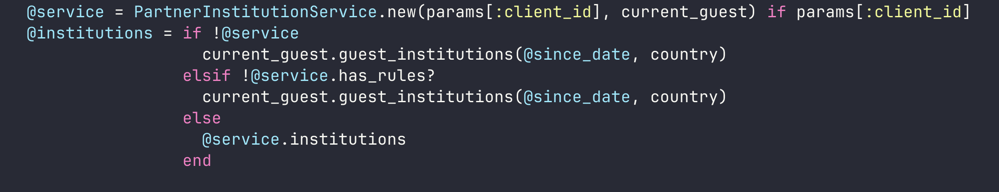 @service = PartnerInstitutionService.new(params[:client_id], current_guest) if params[:client_id]
@institutions = if !@service
                  current_guest.guest_institutions(@since_date, country)
                elsif !@service.has_rules?
                  current_guest.guest_institutions(@since_date, country)
                else
                  @service.institutions
                end